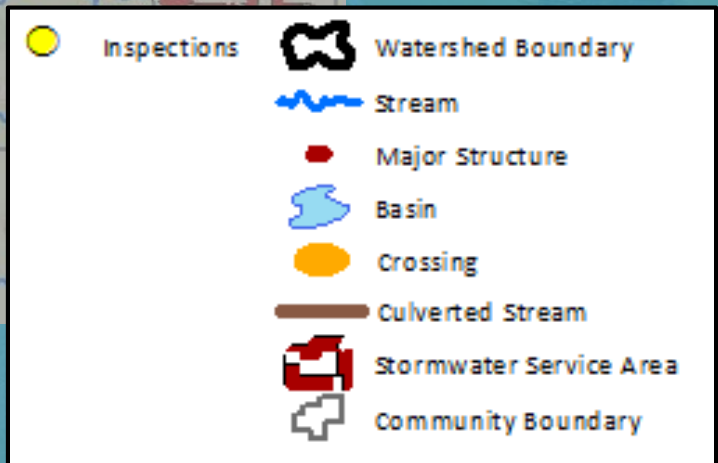 Inspections
Watershed Boundary
Stream
Major Structure
Basin
Crossing
Culverted Stream
Stormwater Service Area
Community Boundary